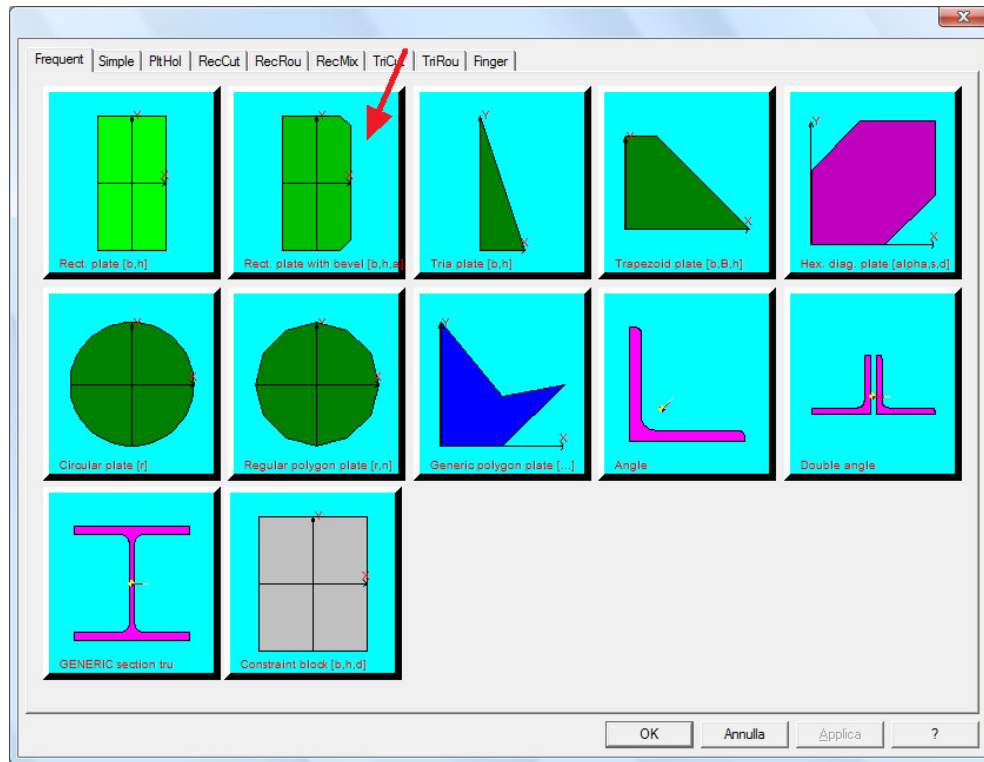 X
Frequent Simple PltHol RecCut RecRou RecMix TriCut TriRou Finger
Y
X
Rect. plate [b,h]
Y
X
Rect. plate with bevel [b,h,a]
Y
X
Tria plate [b,h]
Y
X
Trapezoid plate [b,B,h]
Y
X
Hex. diag. plate [alpha,s,d]
Y
X
Circular plate [r]
Y
X
Regular polygon plate [r,n]
Y
X
Generic polygon plate [...]
Angle
Double angle
GENERIC section tru
Y
X
Constraint block [b,h,d]
OK Annulla Applica ?